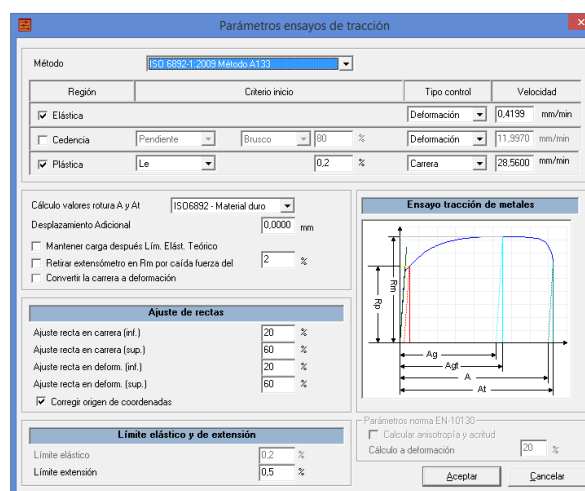 Parámetros ensayos de tracción
Método ISO 6892-1:2009 Método A133
Región Criterio inicio Tipo control Velocidad
Elástica Deformación 0,4199 mm/min
Cedencia Pendiente Brusco 80 % Deformación 11,9970 mm/min
Plástica Le 0,2 % Carrera 28,5600 mm/min
Cálculo valores rotura A y At ISO6892 - Material duro
Desplazamiento Adicional 0,0000 mm
Mantener carga después Lím. Elást. Teórico
Retirar extensómetro en Rm por caída fuerza del 2 %
Convertir la carrera a deformación
Ajuste de rectas
Ajuste recta en carrera (inf.) 20 %
Ajuste recta en carrera (sup.) 60 %
Ajuste recta en deform. (inf.) 20 %
Ajuste recta en deform. (sup.) 60 %
Corregir origen de coordenadas
Límite elástico y de extensión
Límite elástico 0,2 %
Límite extensión 0,5 %
Ensayo tracción de metales
Rp
Rm
Ag
Agt
A
At
Parámetros norma EN-10130
Calcular anisotropía y acritud
Cálculo a deformación 20 %
Aceptar Cancelar